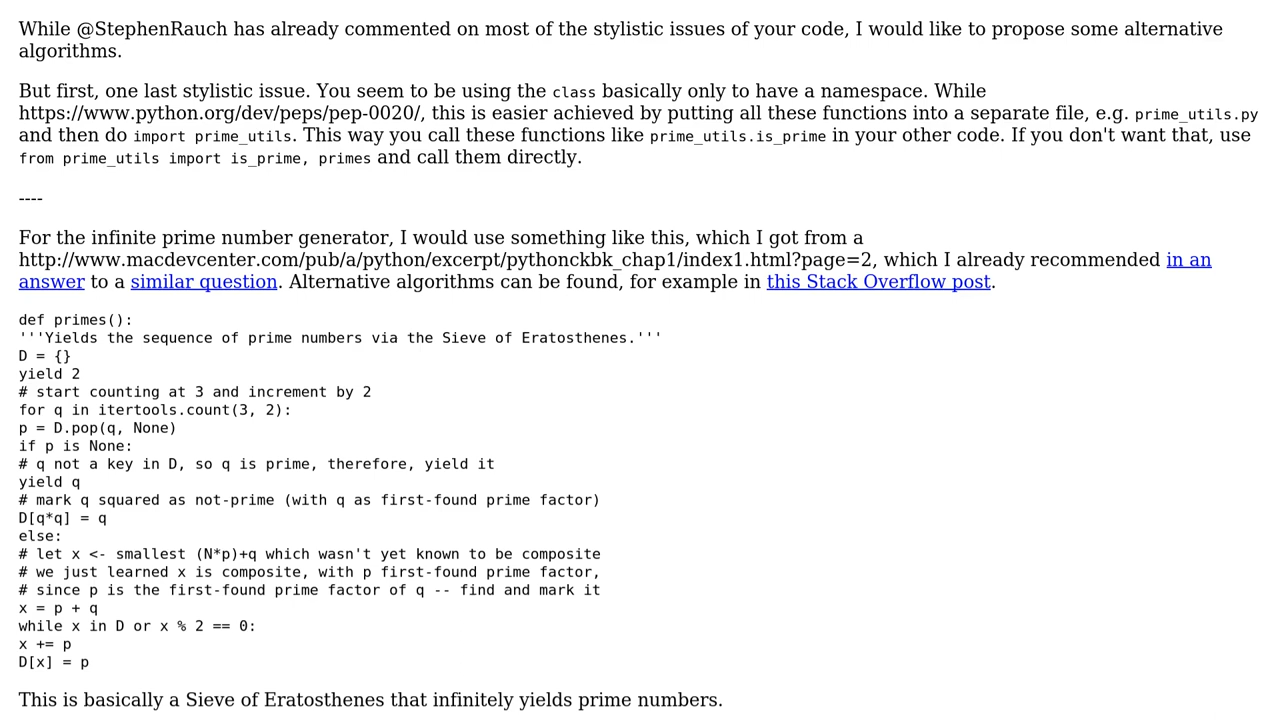 While @StephenRauch has already commented on most of the stylistic issues of your code, I would like to propose some alternative
algorithms.
But first, one last stylistic issue. You seem to be using the class basically only to have a namespace. While
https://www.python.org/dev/peps/pep-0020/, this is easier achieved by putting all these functions into a separate file, e.g. prime_utils.py
and then do import prime_utils. This way you call these functions like prime_utils.is_prime in your other code. If you don't want that, use
from prime_utils import is_prime, primes and call them directly.
----
For the infinite prime number generator, I would use something like this, which I got from a
http://www.macdevcenter.com/pub/a/python/excerpt/pythonckbk_chap1/index1.html?page=2, which I already recommended in an
answer to a similar question. Alternative algorithms can be found, for example in this Stack Overflow post.
def primes():
'''Yields the sequence of prime numbers via the Sieve of Eratosthenes.'''
D = {}
yield 2
# start counting at 3 and increment by 2
for q in itertools.count(3, 2):
p = D.pop(q, None)
if p is None:
# q not a key in D, so q is prime, therefore, yield it
yield q
# mark q squared as not-prime (with q as first-found prime factor)
D[q*q] = q
else:
# let x <- smallest (N*p)+q which wasn't yet known to be composite
# we just learned x is composite, with p first-found prime factor,
# since p is the first-found prime factor of q -- find and mark it
x = p + q
while x in D or x % 2 == 0:
x += p
D[x] = p
This is basically a Sieve of Eratosthenes that infinitely yields prime numbers.